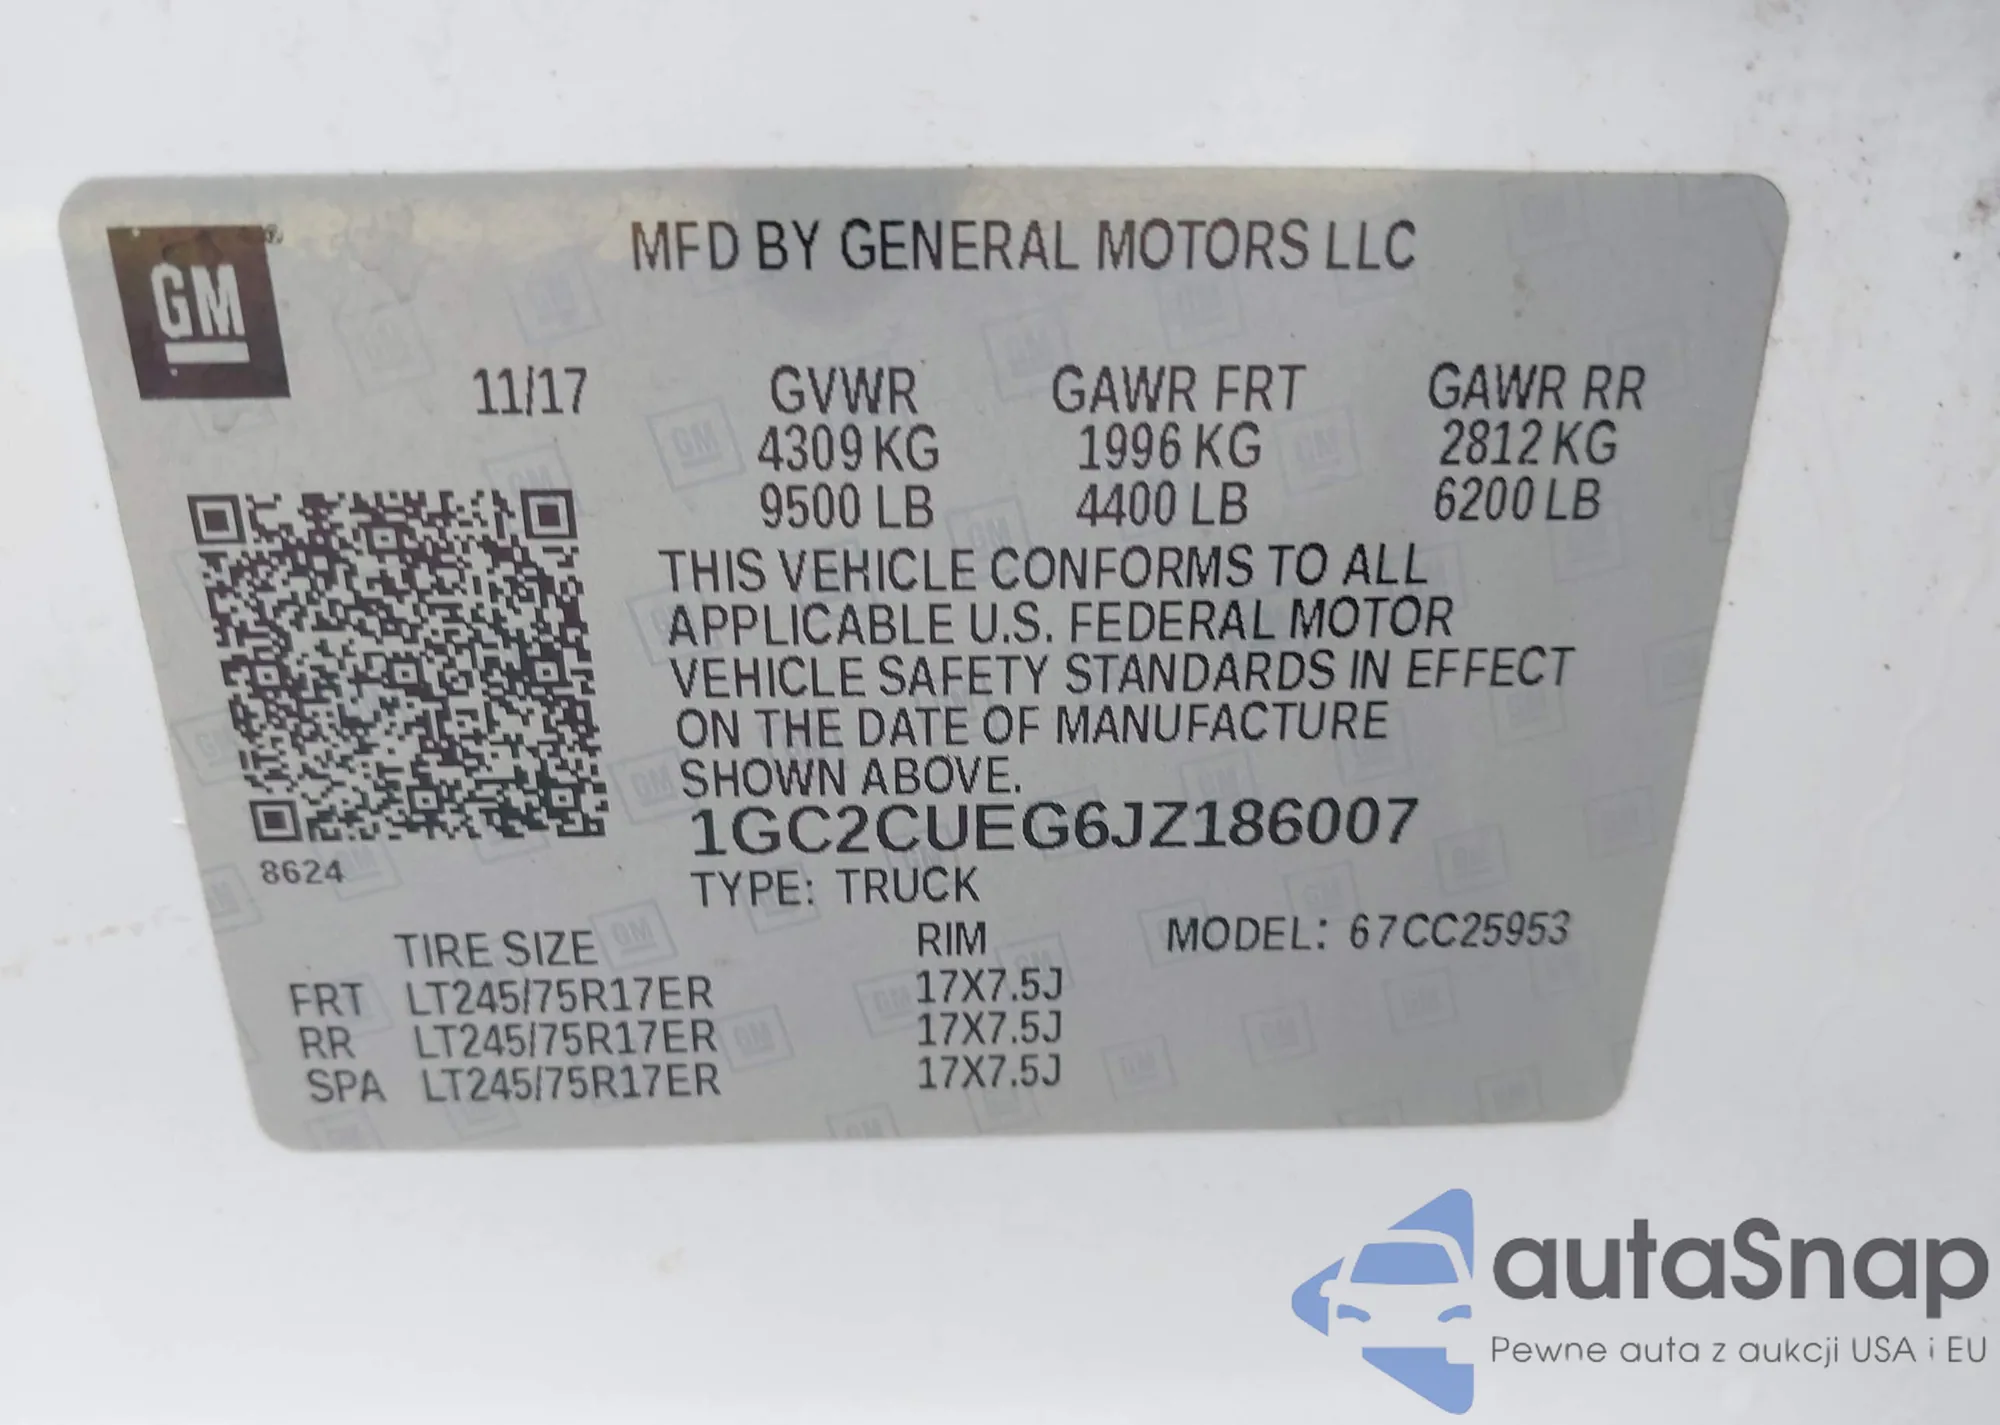 GM
MFD BY GENERAL MOTORS LLC
11/17 GVWR GAWR FRT GAWR RR
4309 KG 1996 KG 2812 KG
9500 LB 4400 LB 6200 LB
THIS VEHICLE CONFORMS TO ALL
APPLICABLE U.S. FEDERAL MOTOR
VEHICLE SAFETY STANDARDS IN EFFECT
ON THE DATE OF MANUFACTURE
SHOWN ABOVE.
1GC2CUEG6JZ186007
8624
TYPE: TRUCK
TIRE SIZE RIM MODEL: 67CC25953
FRT LT245/75R17ER 17X7.5J
RR LT245/75R17ER 17X7.5J
SPA LT245/75R17ER 17X7.5J
autaSnap
Pewne auta z aukcji USA i EU